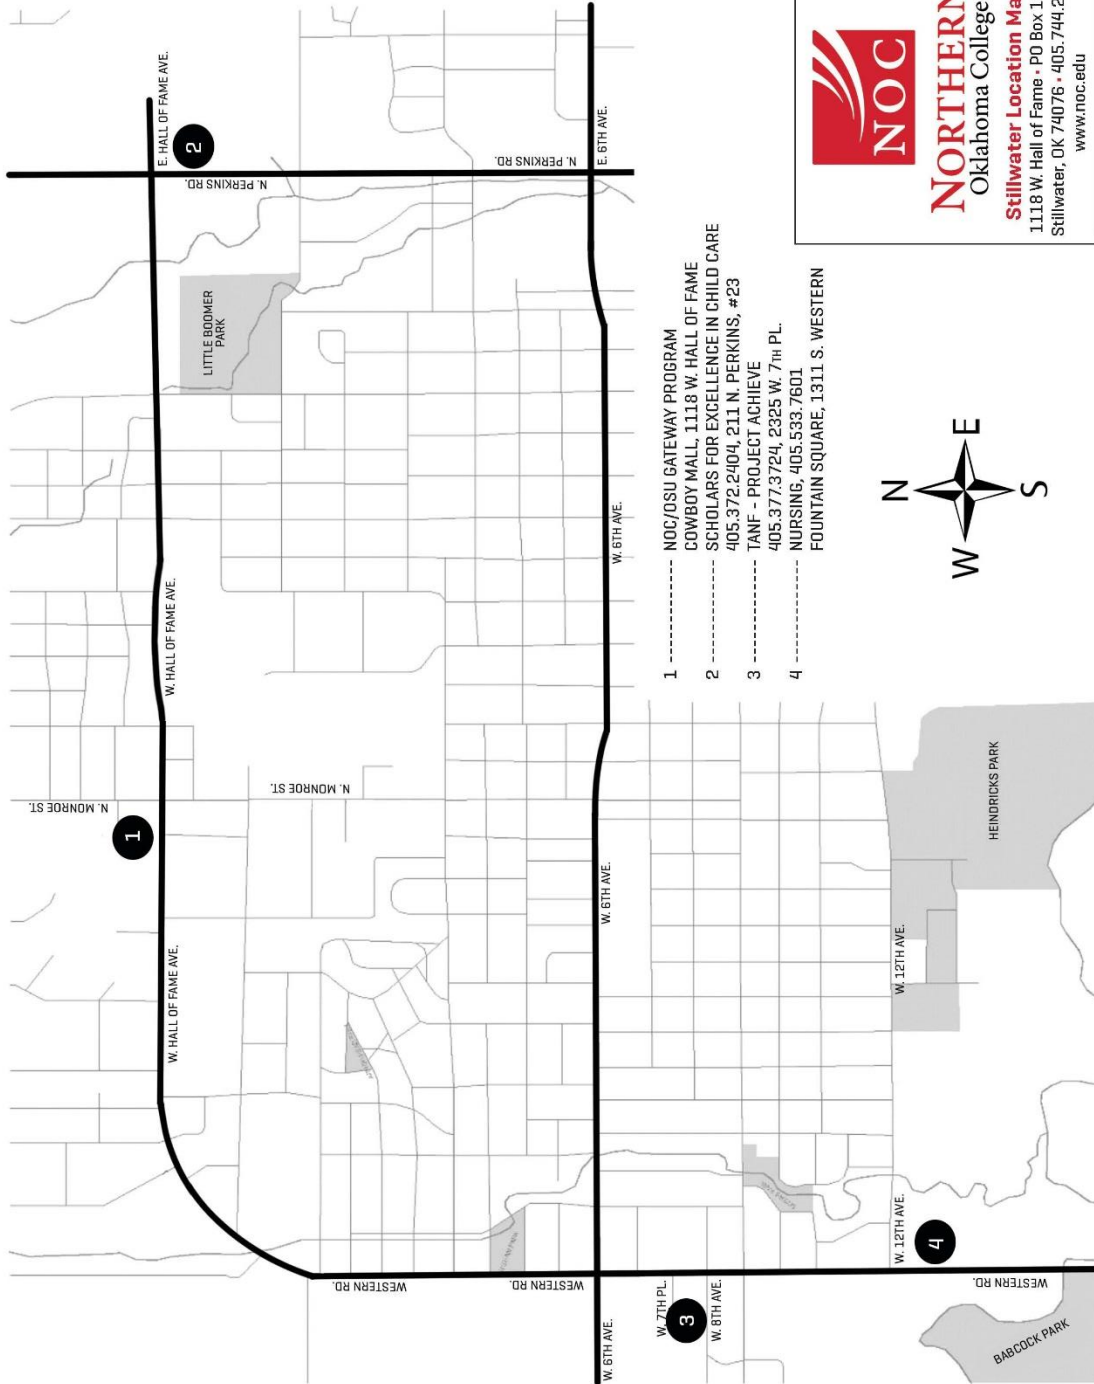 E. HALL OF FAME AVE.
2
N. PERKINS RD.
N. PERKINS RD.
E. 6TH AVE.
LITTLE BOOMER
PARK
W. HALL OF FAME AVE.
W. 6TH AVE.
N. MONROE ST.
1
N. MONROE ST.
W. HALL OF FAME AVE.
W. 6TH AVE.
W. 12TH AVE.
HEINDRICKS PARK
WESTERN RD.
WESTERN RD.
W. 6TH AVE.
W. 7TH PL.
3
W. 8TH AVE.
W. 12TH AVE.
4
WESTERN RD.
BABCOCK PARK
1 ------------ NOC/OSU GATEWAY PROGRAM
COWBOY MALL, 1118 W. HALL OF FAME
2 ------------ SCHOLARS FOR EXCELLENCE IN CHILD CARE
405.372.2404, 211 N. PERKINS, #23
3 ------------ TANF - PROJECT ACHIEVE
405.377.3724, 2325 W. 7TH PL.
4 ------------ NURSING, 405.533.7601
FOUNTAIN SQUARE, 1311 S. WESTERN
N
W E
S
NOC
NORTHERN
Oklahoma College
Stillwater Location Ma
1118 W. Hall of Fame • PO Box 1
Stillwater, OK 74076 • 405.744.2
www.noc.edu